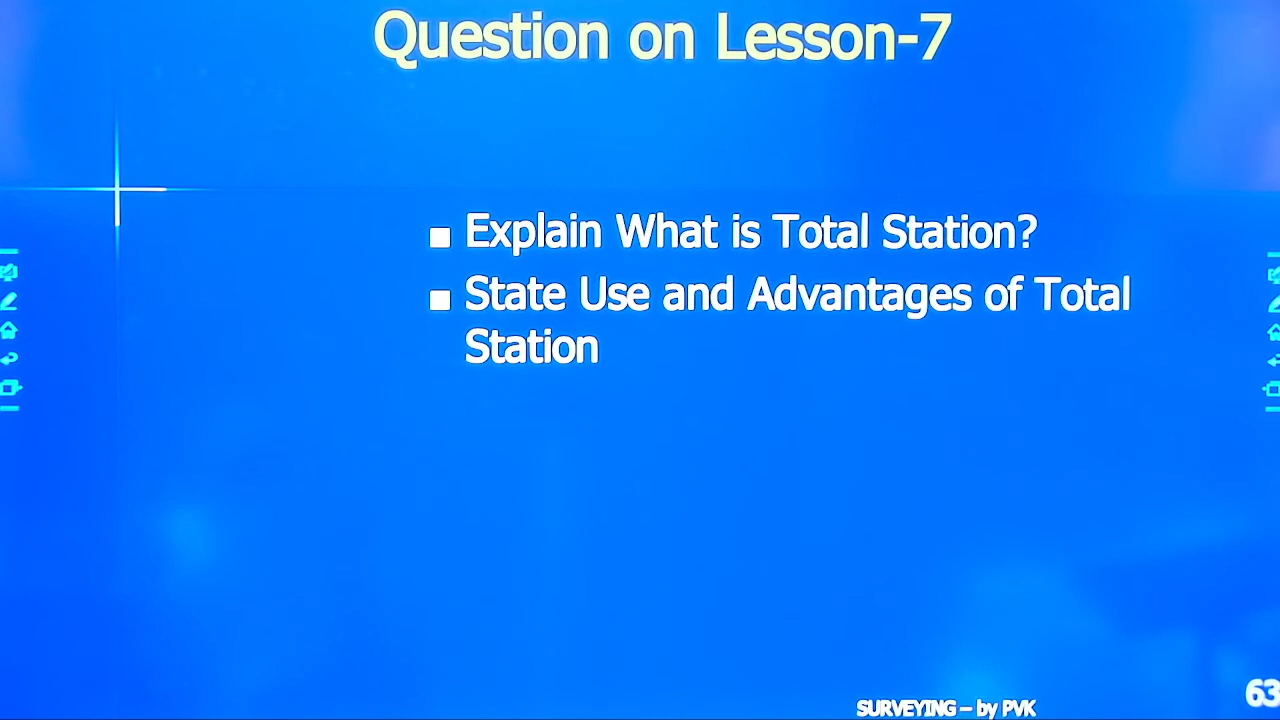 Question on Lesson-7
Explain What is Total Station?
State Use and Advantages of Total
Station
SURVEYING – by PVK
63